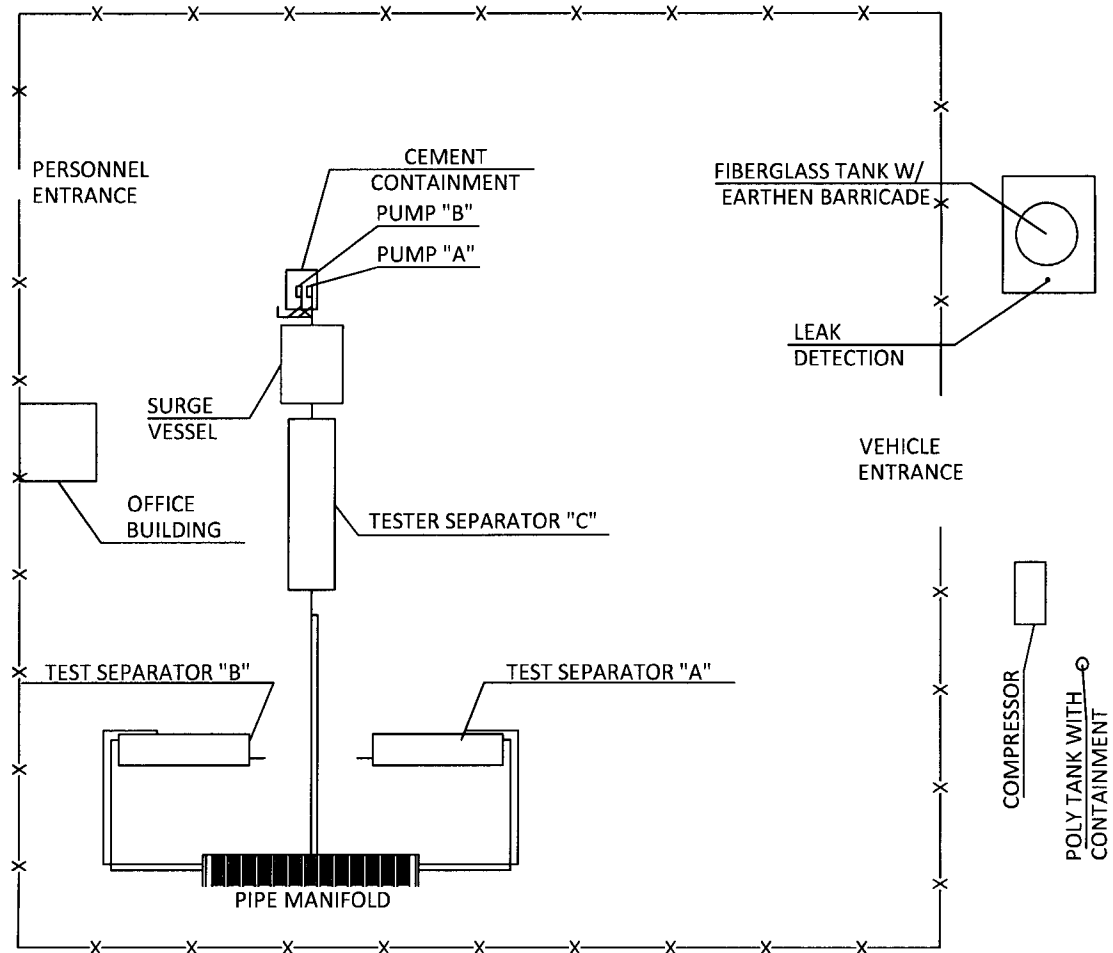 PERSONNEL
ENTRANCE
CEMENT
CONTAINMENT
PUMP "B"
PUMP "A"
FIBERGLASS TANK W/
EARTHEN BARRICADE
LEAK
DETECTION
SURGE
VESSEL
VEHICLE
ENTRANCE
OFFICE
BUILDING
TESTER SEPARATOR "C"
TEST SEPARATOR "B"
TEST SEPARATOR "A"
COMPRESSOR
POLY TANK WITH
CONTAINMENT
PIPE MANIFOLD